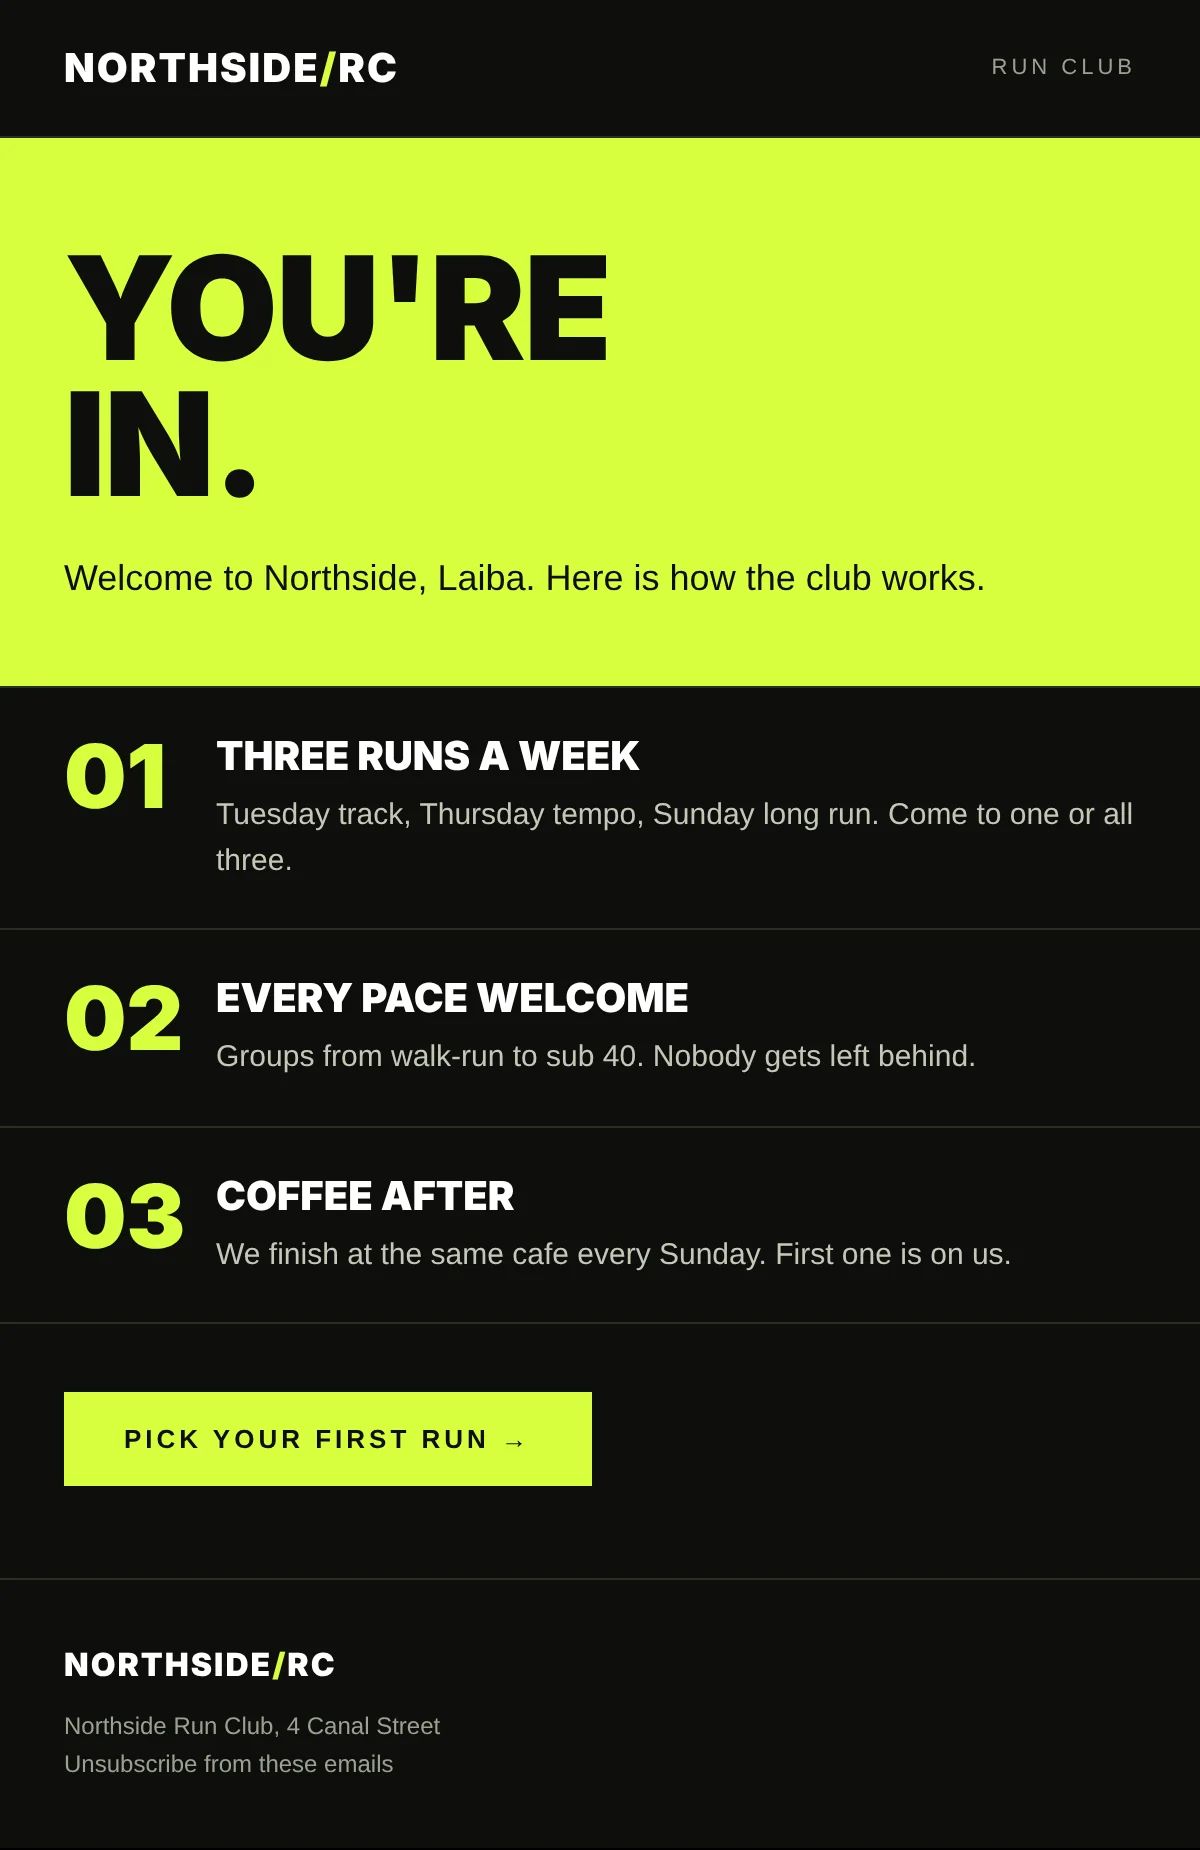 NORTHSIDE/RC
RUN CLUB
YOU'RE
IN.
Welcome to Northside, Laiba. Here is how the club works.
01
THREE RUNS A WEEK
Tuesday track, Thursday tempo, Sunday long run. Come to one or all
three.
02
EVERY PACE WELCOME
Groups from walk-run to sub 40. Nobody gets left behind.
03
COFFEE AFTER
We finish at the same cafe every Sunday. First one is on us.
PICK YOUR FIRST RUN →
NORTHSIDE/RC
Northside Run Club, 4 Canal Street
Unsubscribe from these emails